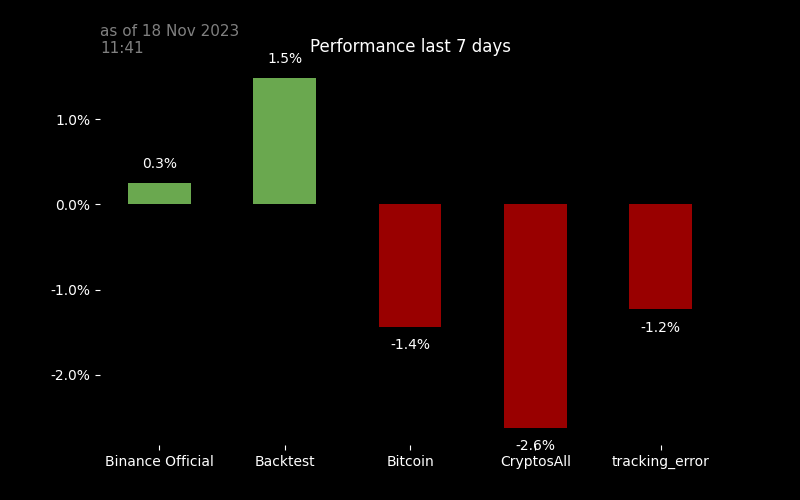 as of 18 Nov 2023
11:41
Performance last 7 days
1.5%
1.0%
0.3%
0.0%
-1.0%
-1.2%
-1.4%
-2.0%
-2.6%
Binance Official
Backtest
Bitcoin
CryptosAll
tracking_error